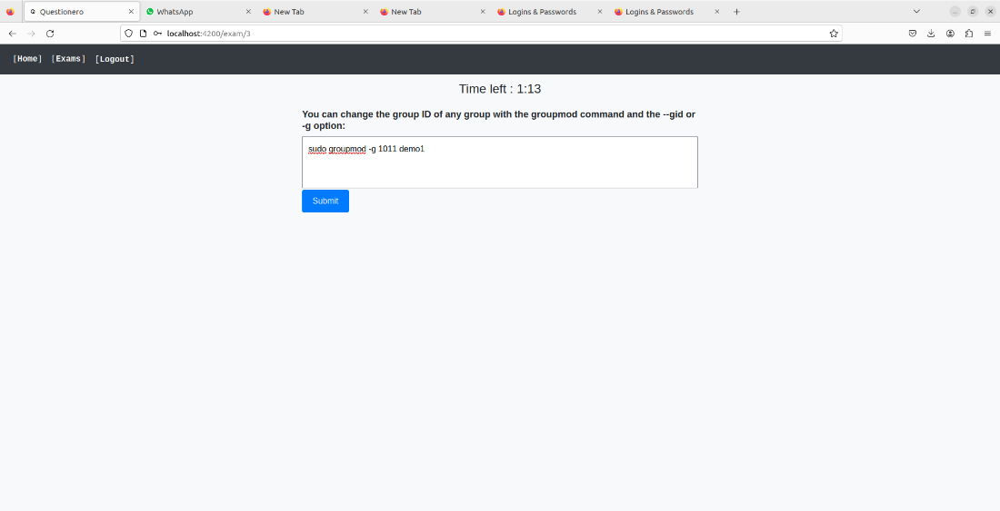 Questionero
WhatsApp
New Tab
New Tab
Logins & Passwords
Logins & Passwords
localhost:4200/exam/3
[Home] [Exams] [Logout]
Time left : 1:13
You can change the group ID of any group with the groupmod command and the --gid or
-g option:
sudo groupmod -g 1011 demo1
Submit